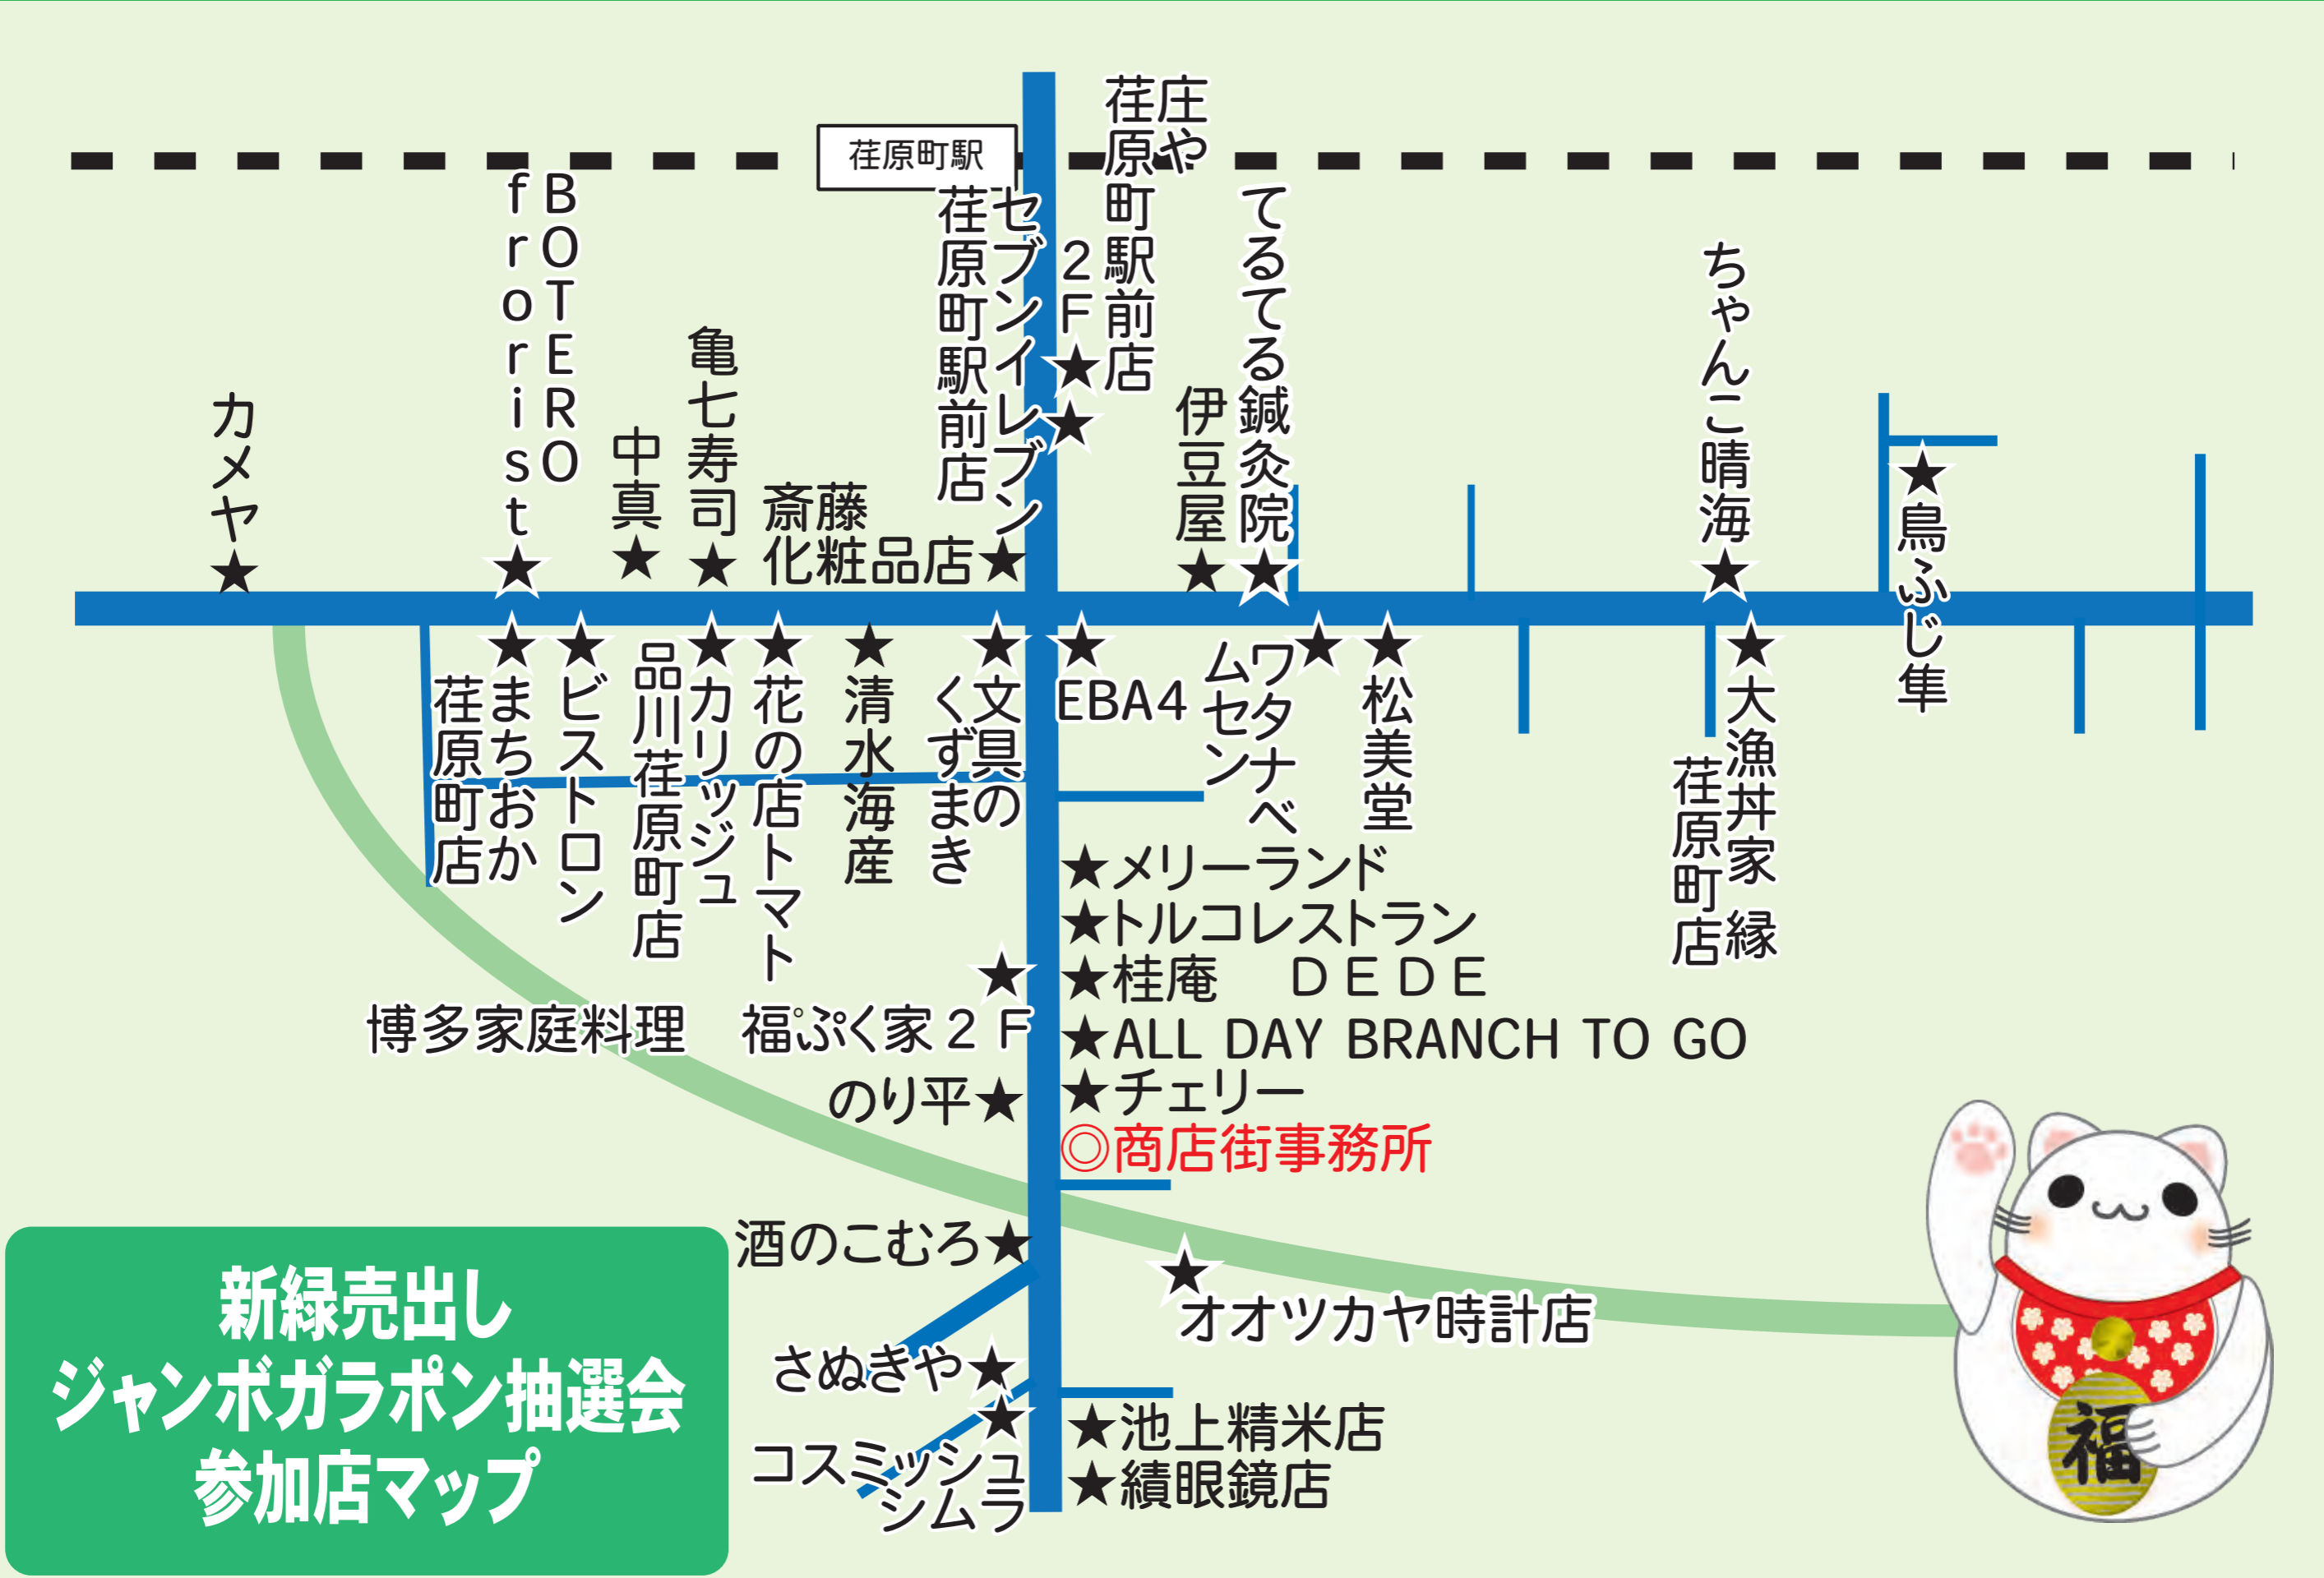 荏原町駅
庄や
荏原町駅前店
2F
セブンイレブン
荏原町駅前店
てるてる鍼灸院
伊豆屋
ちゃんこ晴海
鳥ふじ隼
BOTERO
frorist
カメヤ
中真
亀七寿司
斎藤
化粧品店
まちおか
荏原町店
ビストロン
カリッジュ
品川荏原町店
花の店トマト
清水海産
文具の
くずまき
EBA4
ワタナベ
ムセン
松美堂
大漁丼家 縁
荏原町店
メリーランド
トルコレストラン
桂庵 DEDE
ALL DAY BRANCH TO GO
チェリー
◎商店街事務所
博多家庭料理 福ぷく家2F
のり平
酒のこむろ
オオツカヤ時計店
さぬきや
コスミッシュ
シムラ
池上精米店
績眼鏡店
新緑売出し
ジャンボガラポン抽選会
参加店マップ
福